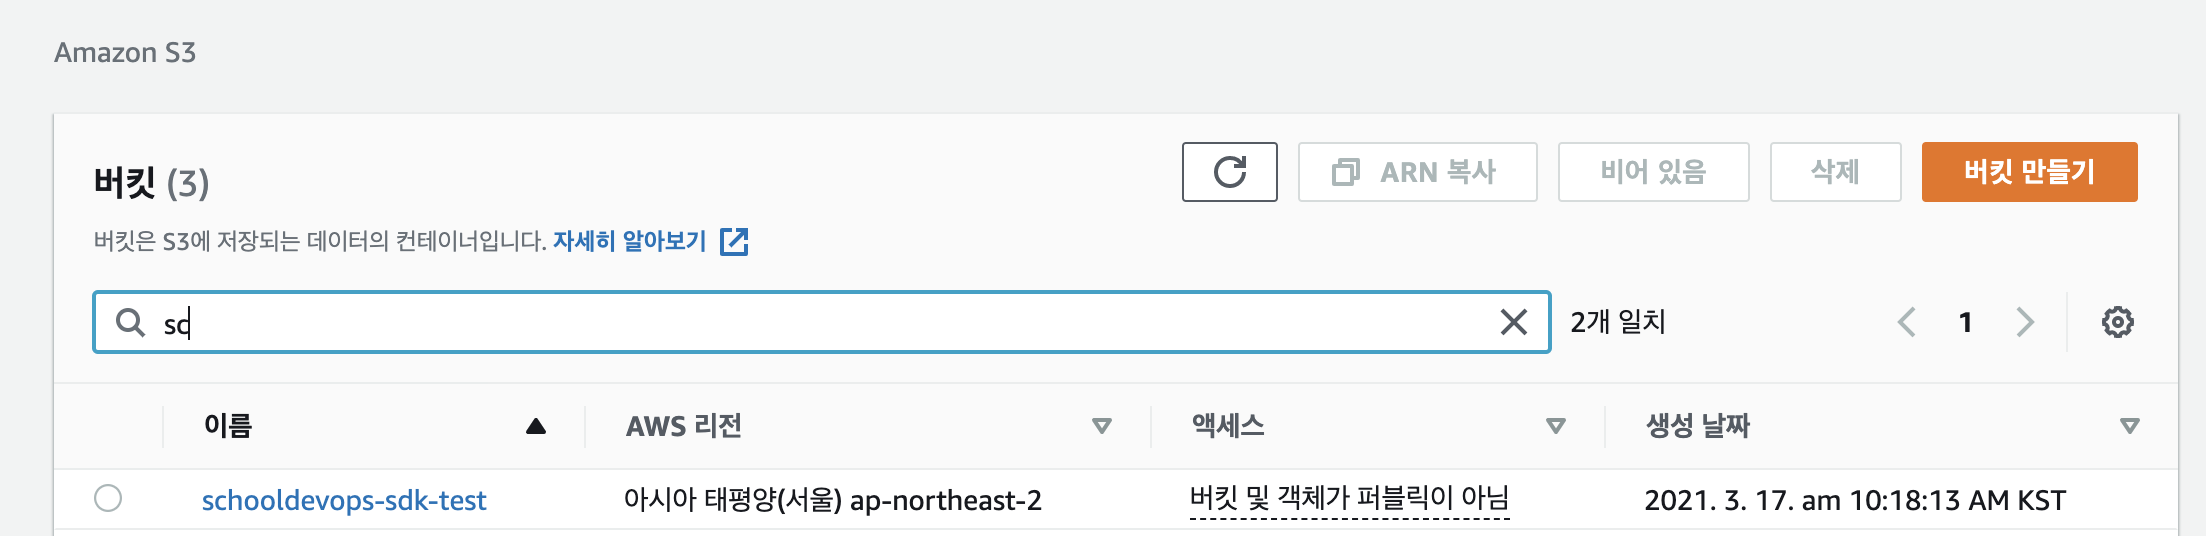 Amazon S3
버킷 (3)
ARN 복사
비어 있음
삭제
버킷 만들기
버킷은 S3에 저장되는 데이터의 컨테이너입니다. 자세히 알아보기
sc
2개 일치
1
이름 AWS 리전 액세스 생성 날짜
schooldevops-sdk-test 아시아 태평양(서울) ap-northeast-2 버킷 및 객체가 퍼블릭이 아님 2021. 3. 17. am 10:18:13 AM KST